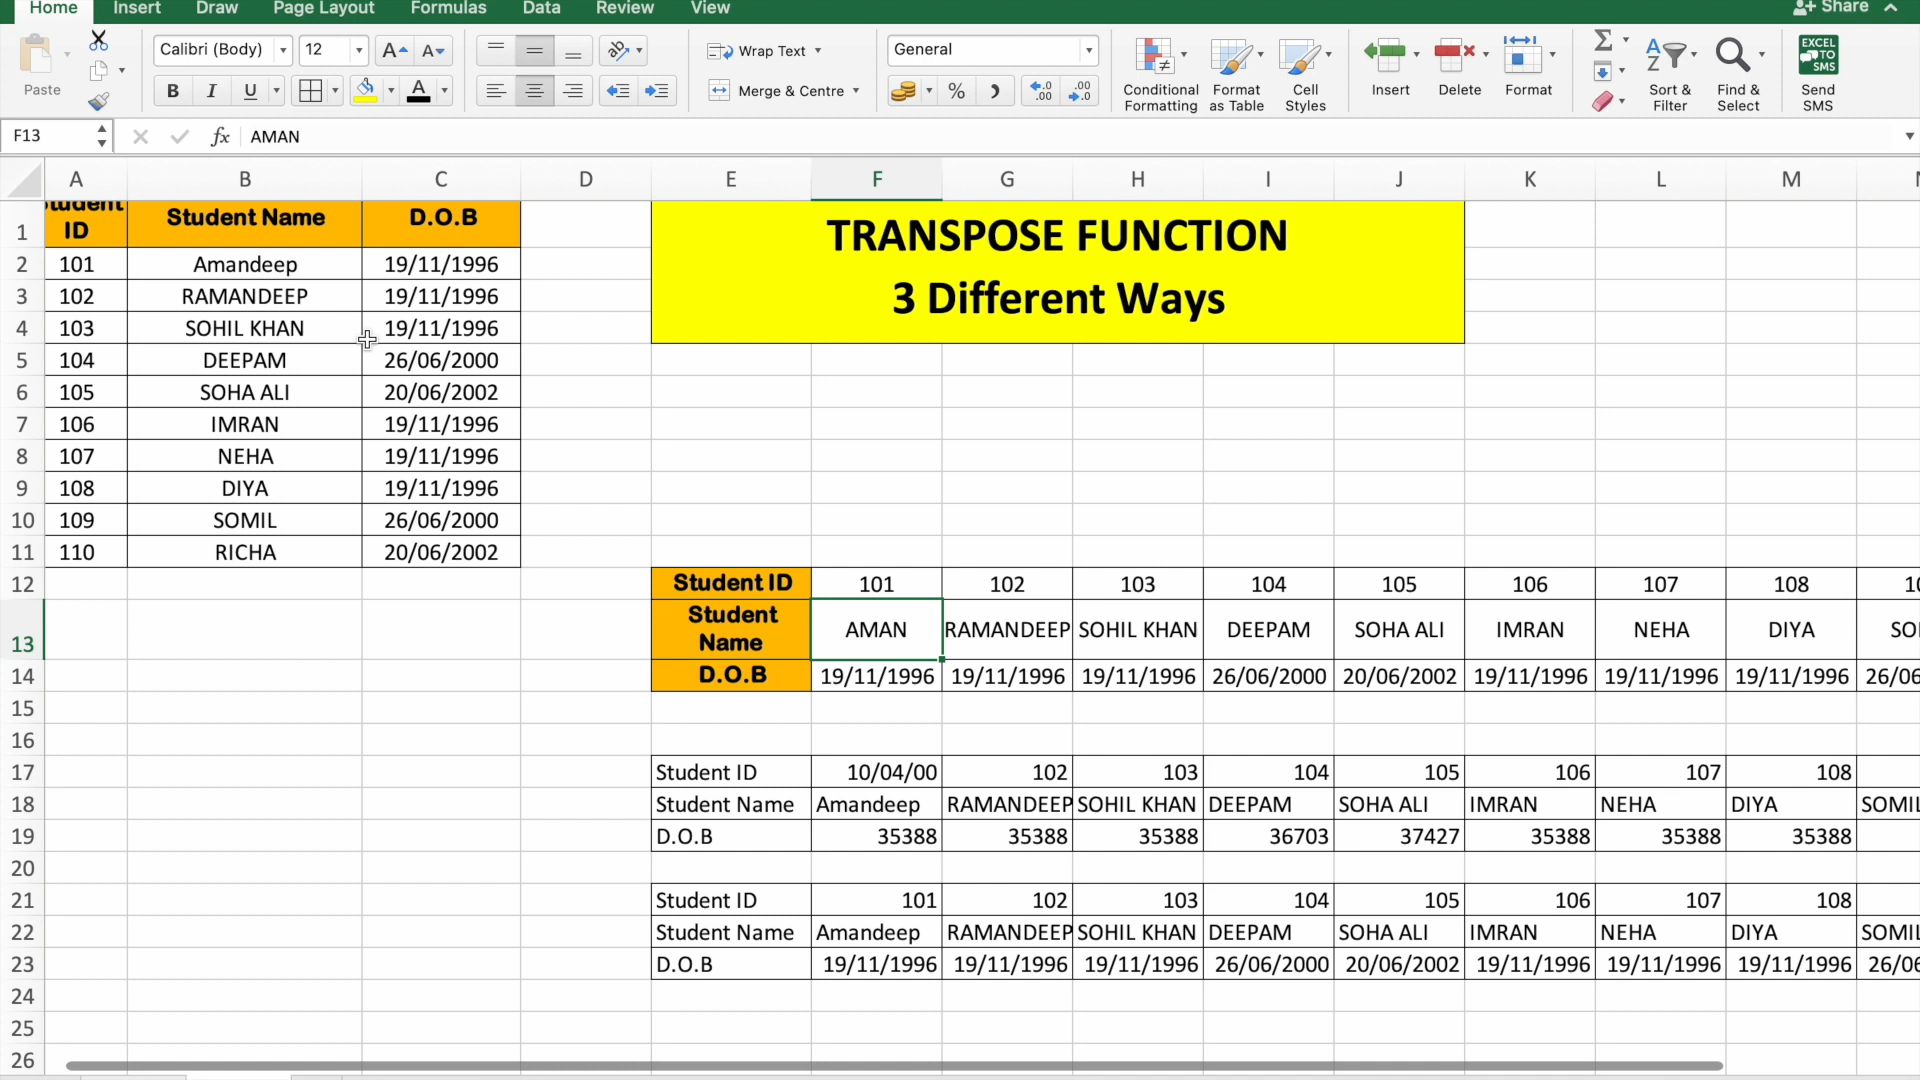 Home Insert Draw Page Layout Formulas Data Review View Share
Calibri (Body) 12 Wrap Text General
Paste B I U Merge & Centre % Conditional Formatting Format as Table Cell Styles Insert Delete Format Sort & Filter Find & Select EXCEL TO SMS Send SMS
F13 fx AMAN
A B C D E F G H I J K L M
1 Student ID Student Name D.O.B TRANSPOSE FUNCTION
2 101 Amandeep 19/11/1996
3 102 RAMANDEEP 19/11/1996 3 Different Ways
4 103 SOHIL KHAN 19/11/1996
5 104 DEEPAM 26/06/2000
6 105 SOHA ALI 20/06/2002
7 106 IMRAN 19/11/1996
8 107 NEHA 19/11/1996
9 108 DIYA 19/11/1996
10 109 SOMIL 26/06/2000
11 110 RICHA 20/06/2002
12 Student ID 101 102 103 104 105 106 107 108
13 Student Name AMAN RAMANDEEP SOHIL KHAN DEEPAM SOHA ALI IMRAN NEHA DIYA
14 D.O.B 19/11/1996 19/11/1996 19/11/1996 26/06/2000 20/06/2002 19/11/1996 19/11/1996 19/11/1996 26/06
15
16
17 Student ID 10/04/00 102 103 104 105 106 107 108
18 Student Name Amandeep RAMANDEEP SOHIL KHAN DEEPAM SOHA ALI IMRAN NEHA DIYA SOMIL
19 D.O.B 35388 35388 35388 36703 37427 35388 35388 35388
20
21 Student ID 101 102 103 104 105 106 107 108
22 Student Name Amandeep RAMANDEEP SOHIL KHAN DEEPAM SOHA ALI IMRAN NEHA DIYA SOMIL
23 D.O.B 19/11/1996 19/11/1996 19/11/1996 26/06/2000 20/06/2002 19/11/1996 19/11/1996 19/11/1996 26/06
24
25
26